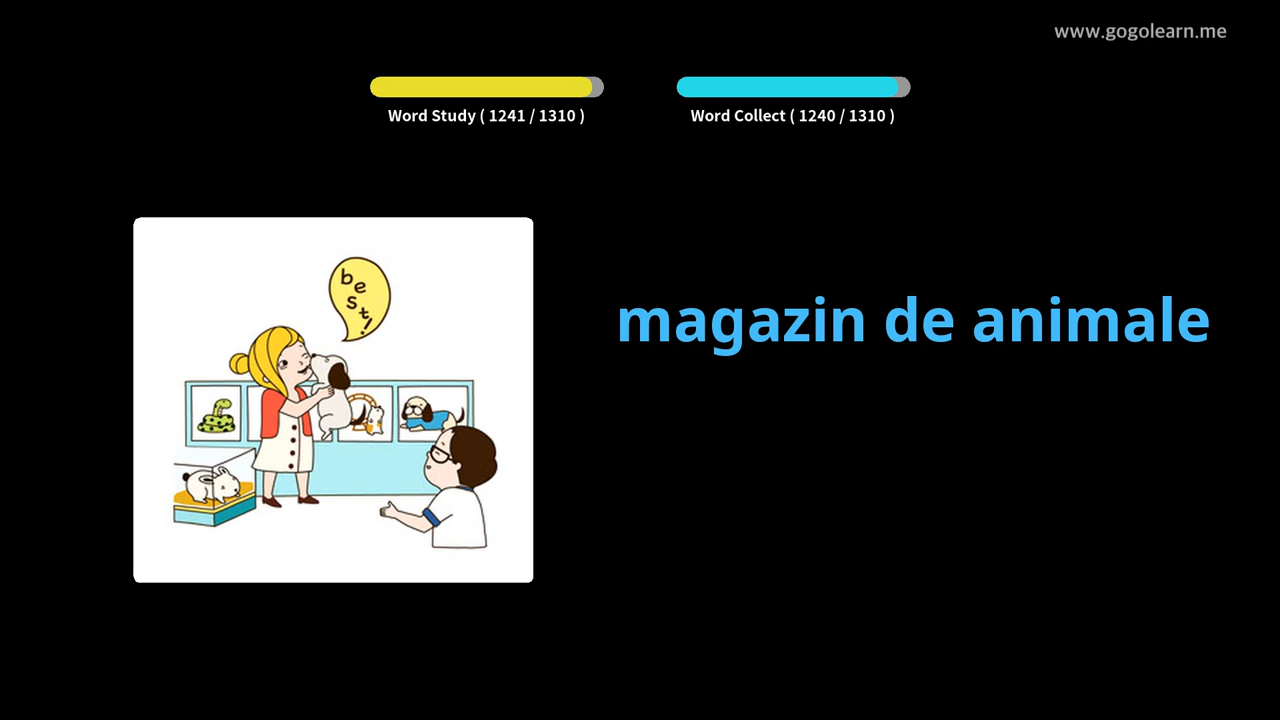 www.gogolearn.me
Word Study ( 1241 / 1310 )
Word Collect ( 1240 / 1310 )
best!
magazin de animale